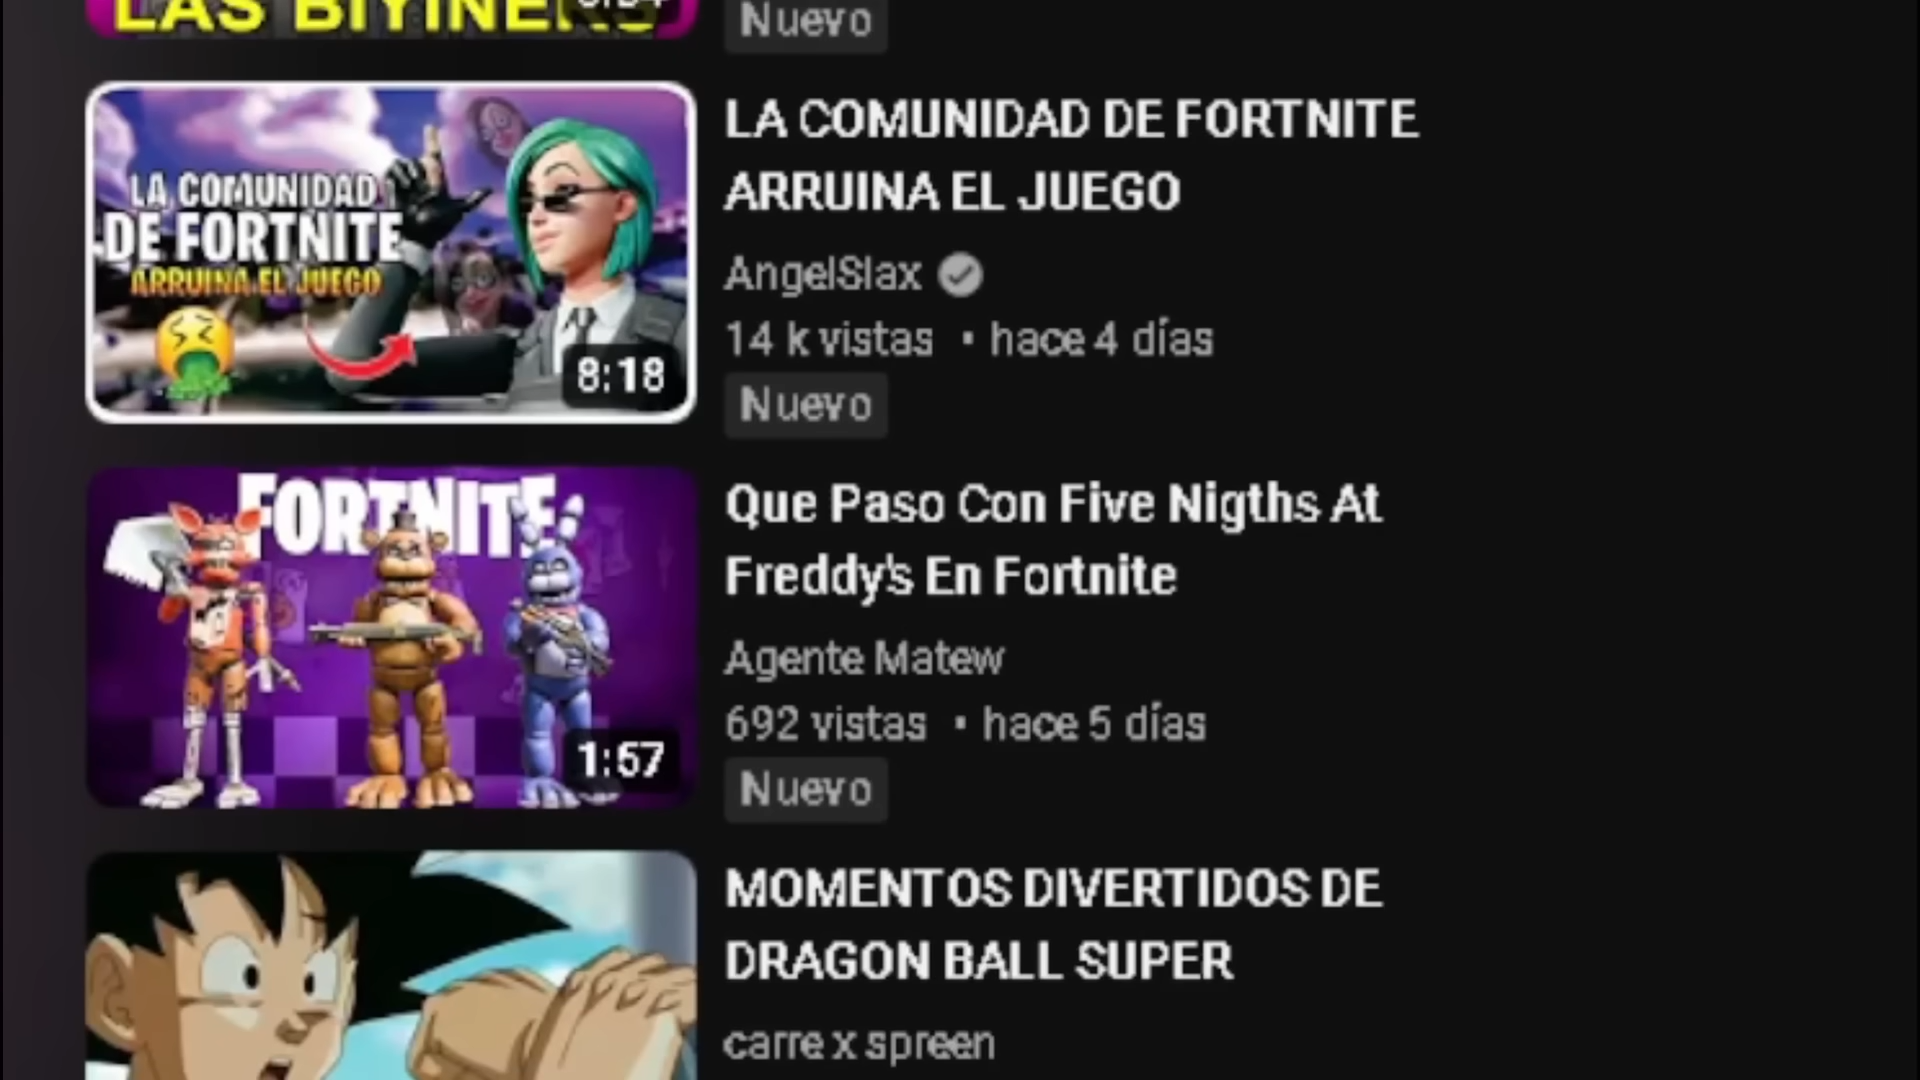 LAS BIYINERS
Nuevo
LA COMUNIDAD
DE FORTNITE
ARRUINA EL JUEGO
8:18
LA COMUNIDAD DE FORTNITE
ARRUINA EL JUEGO
AngelSlax
14 k vistas • hace 4 días
Nuevo
FORTNITE
1:57
Que Paso Con Five Nigths At
Freddy's En Fortnite
Agente Matew
692 vistas • hace 5 días
Nuevo
MOMENTOS DIVERTIDOS DE
DRAGON BALL SUPER
carre x spreen